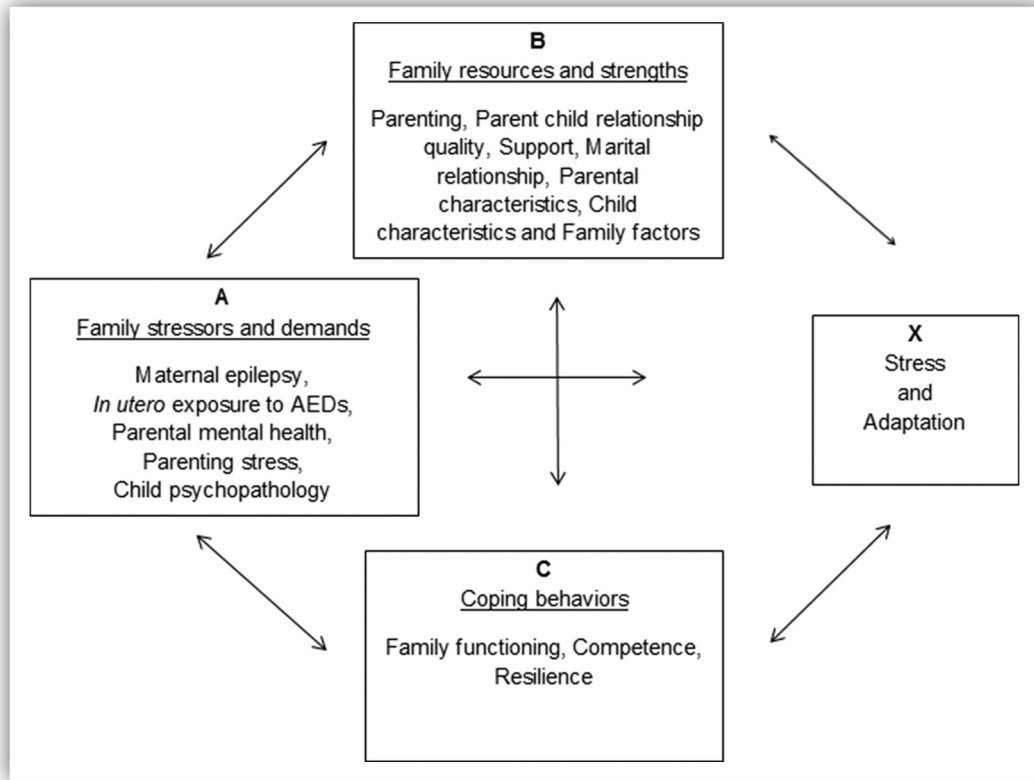 B
Family resources and strengths
Parenting, Parent child relationship
quality, Support, Marital
relationship, Parental
characteristics, Child
characteristics and Family factors
A
Family stressors and demands
Maternal epilepsy,
In utero exposure to AEDs,
Parental mental health,
Parenting stress,
Child psychopathology
X
Stress
and
Adaptation
C
Coping behaviors
Family functioning, Competence,
Resilience